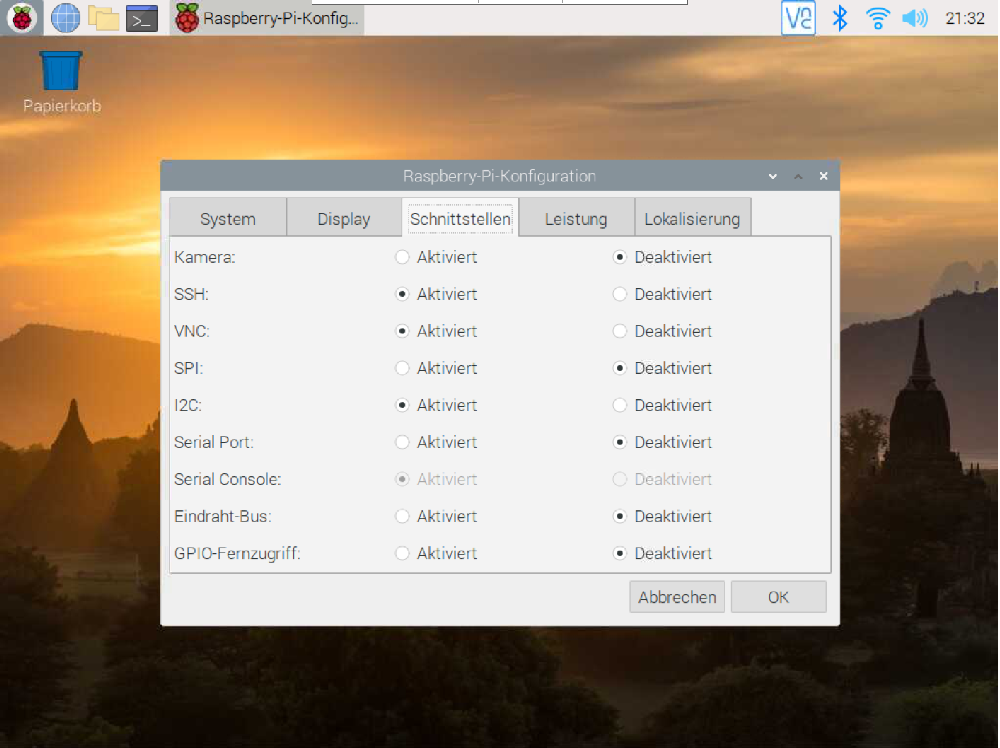 Raspberry-Pi-Konfig...
21:32
Papierkorb
Raspberry-Pi-Konfiguration
System Display Schnittstellen Leistung Lokalisierung
Kamera: Aktiviert Deaktiviert
SSH: Aktiviert Deaktiviert
VNC: Aktiviert Deaktiviert
SPI: Aktiviert Deaktiviert
I2C: Aktiviert Deaktiviert
Serial Port: Aktiviert Deaktiviert
Serial Console: Aktiviert Deaktiviert
Eindraht-Bus: Aktiviert Deaktiviert
GPIO-Fernzugriff: Aktiviert Deaktiviert
Abbrechen OK